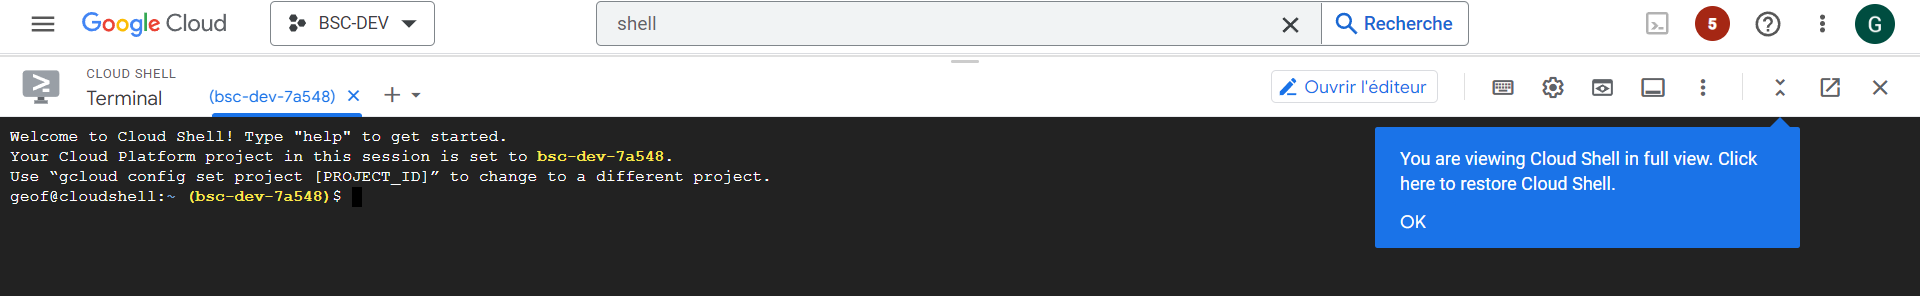 Google Cloud
BSC-DEV
shell
Recherche
5
G
CLOUD SHELL
Terminal
(bsc-dev-7a548)
Ouvrir l'éditeur
Welcome to Cloud Shell! Type "help" to get started.
Your Cloud Platform project in this session is set to bsc-dev-7a548.
Use “gcloud config set project [PROJECT_ID]” to change to a different project.
geof@cloudshell:~ (bsc-dev-7a548)$
You are viewing Cloud Shell in full view. Click
here to restore Cloud Shell.
OK